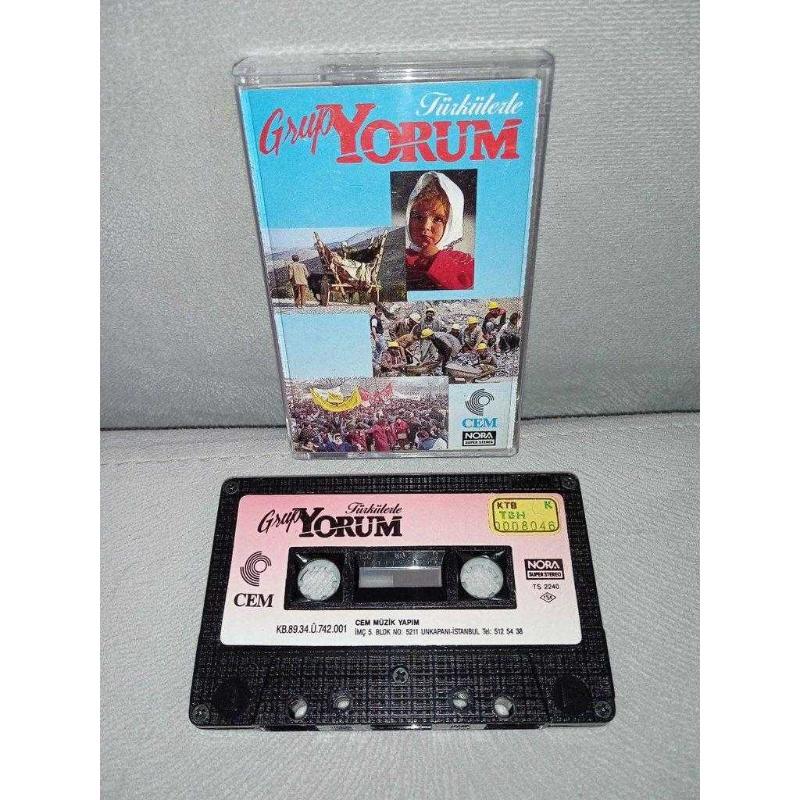 Türkülerle
Grup YORUM
CEM
NORA
SUPER STEREO
Türkülerle
Grup YORUM
KTB K
TBH
0008046
CEM
NORA
SUPER STEREO
TS 2240
TSE
CEM MÜZİK YAPIM
KB.89.34.Ü.742.001
İMÇ 5. BLOK NO: 5211 UNKAPANI-İSTANBUL Tel: 512 54 38